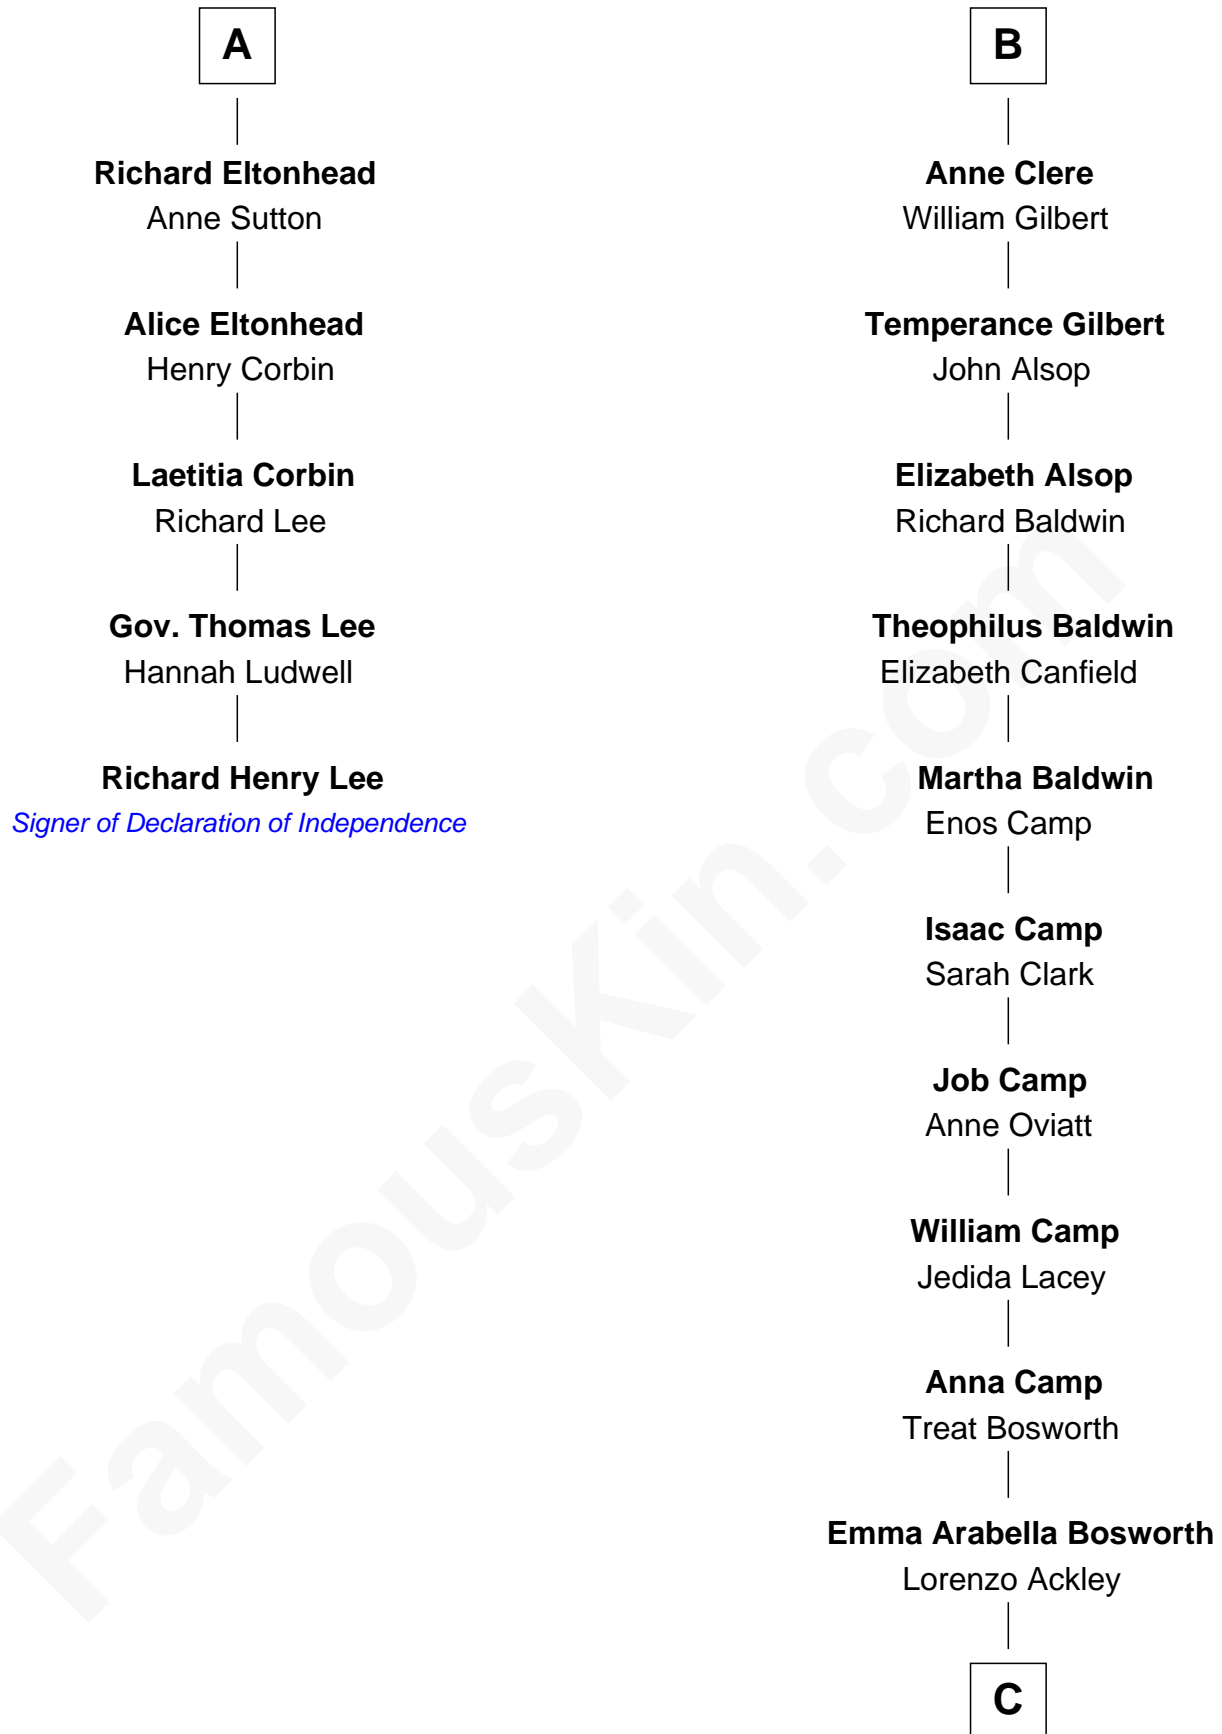 A
Richard Eltonhead
Anne Sutton
Alice Eltonhead
Henry Corbin
Laetitia Corbin
Richard Lee
Gov. Thomas Lee
Hannah Ludwell
Richard Henry Lee
Signer of Declaration of Independence
B
Anne Clere
William Gilbert
Temperance Gilbert
John Alsop
Elizabeth Alsop
Richard Baldwin
Theophilus Baldwin
Elizabeth Canfield
Martha Baldwin
Enos Camp
Isaac Camp
Sarah Clark
Job Camp
Anne Oviatt
William Camp
Jedida Lacey
Anna Camp
Treat Bosworth
Emma Arabella Bosworth
Lorenzo Ackley
C
FamousKin.com